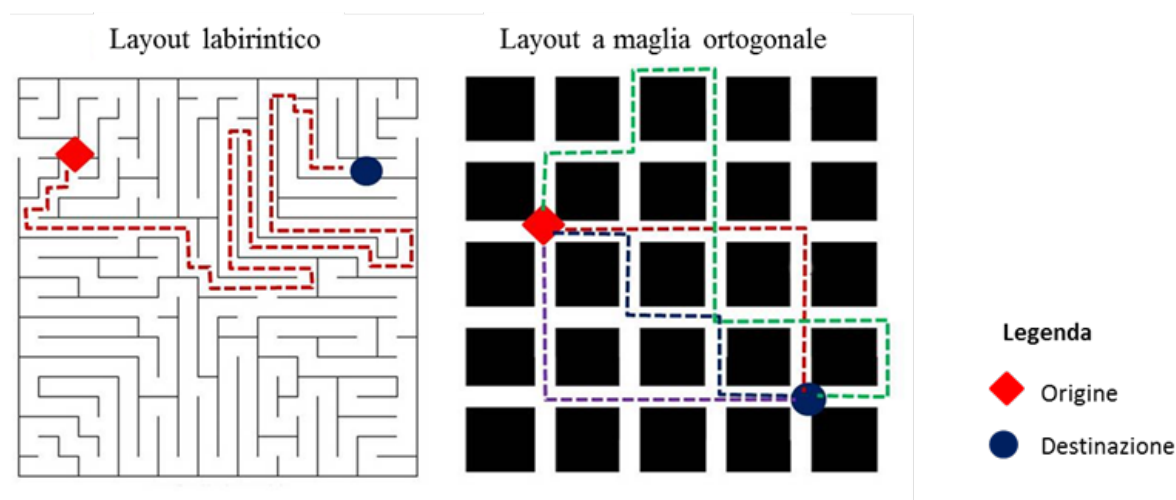 Layout labirintico
Layout a maglia ortogonale
Legenda
Origine
Destinazione